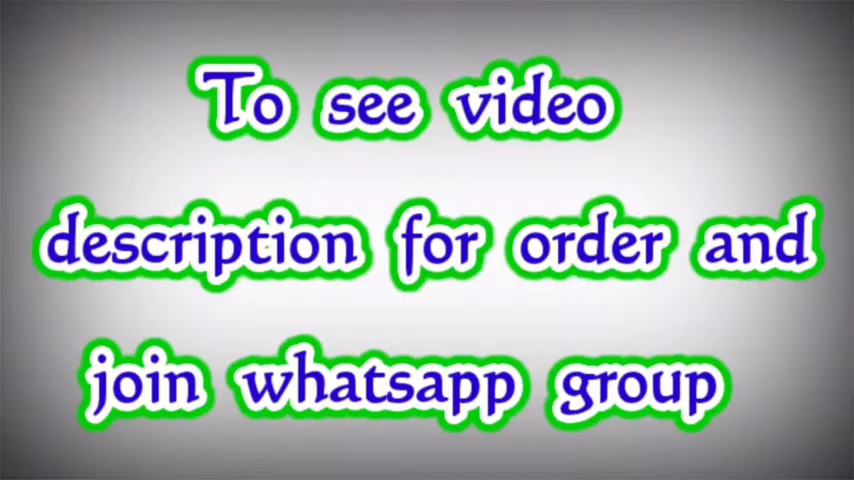 To see video
description for order and
join whatsapp group